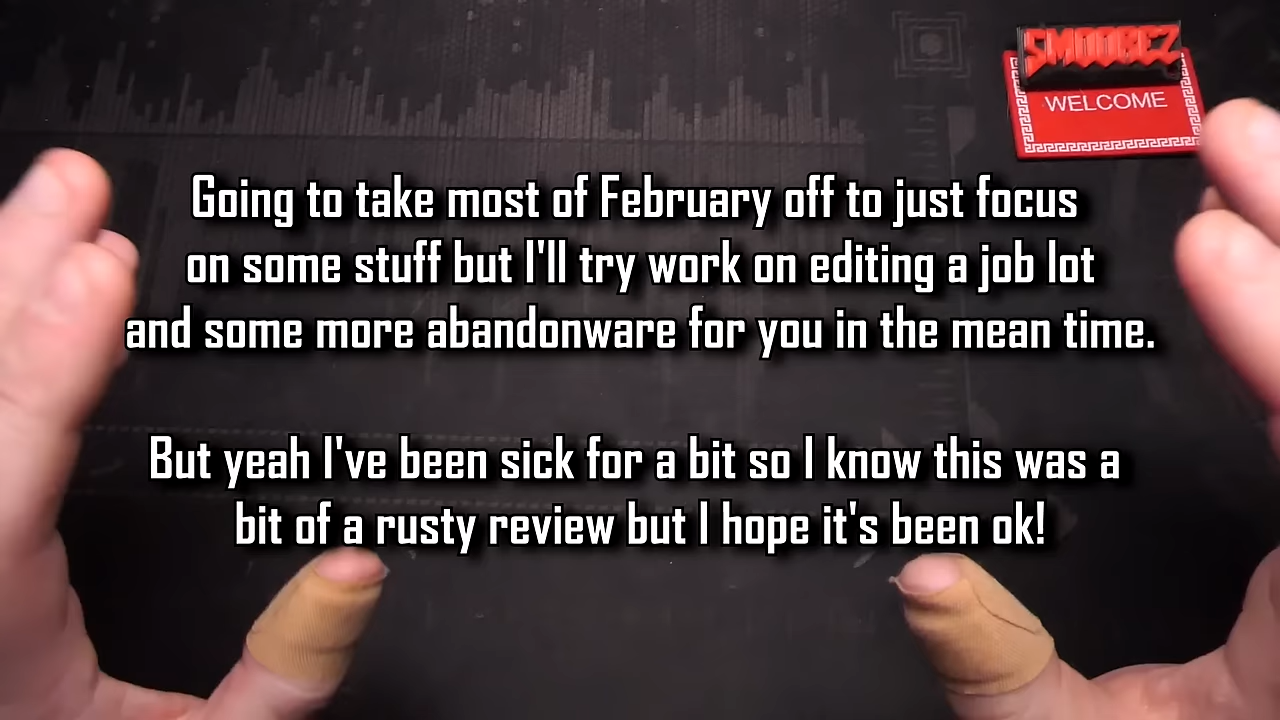 SMOOBEZ
WELCOME
Going to take most of February off to just focus
on some stuff but I'll try work on editing a job lot
and some more abandonware for you in the mean time.
But yeah I've been sick for a bit so I know this was a
bit of a rusty review but I hope it's been ok!